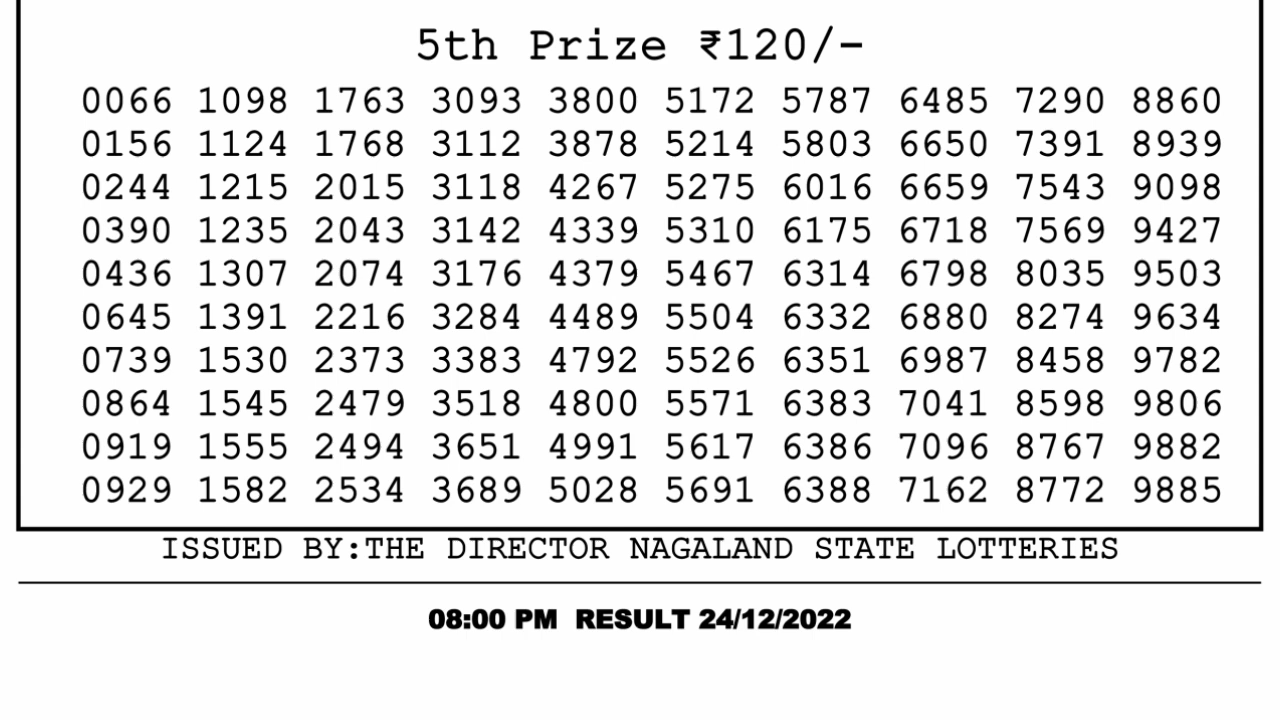 5th Prize ₹120/-
0066 1098 1763 3093 3800 5172 5787 6485 7290 8860
0156 1124 1768 3112 3878 5214 5803 6650 7391 8939
0244 1215 2015 3118 4267 5275 6016 6659 7543 9098
0390 1235 2043 3142 4339 5310 6175 6718 7569 9427
0436 1307 2074 3176 4379 5467 6314 6798 8035 9503
0645 1391 2216 3284 4489 5504 6332 6880 8274 9634
0739 1530 2373 3383 4792 5526 6351 6987 8458 9782
0864 1545 2479 3518 4800 5571 6383 7041 8598 9806
0919 1555 2494 3651 4991 5617 6386 7096 8767 9882
0929 1582 2534 3689 5028 5691 6388 7162 8772 9885
ISSUED BY:THE DIRECTOR NAGALAND STATE LOTTERIES
08:00 PM RESULT 24/12/2022